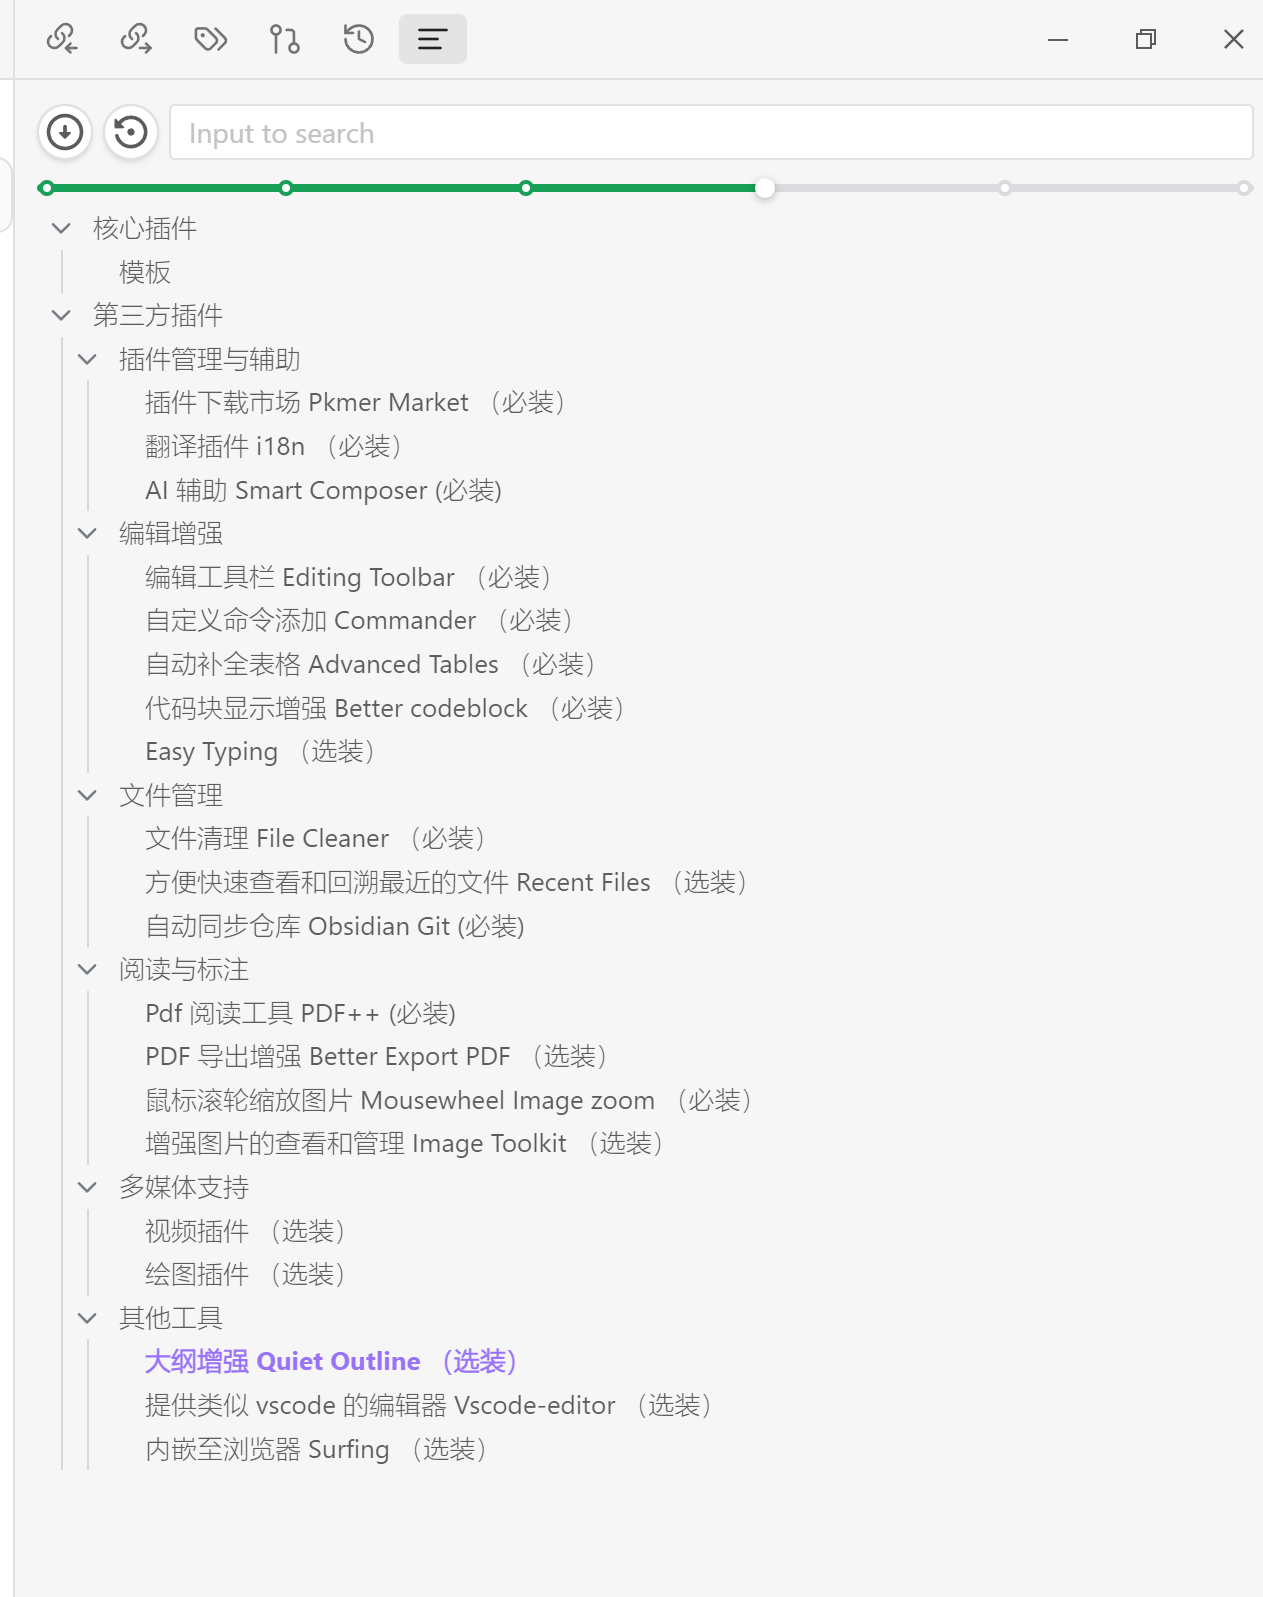 Input to search
核心插件
模板
第三方插件
插件管理与辅助
插件下载市场 Pkmer Market （必装）
翻译插件 i18n （必装）
AI 辅助 Smart Composer (必装)
编辑增强
编辑工具栏 Editing Toolbar （必装）
自定义命令添加 Commander （必装）
自动补全表格 Advanced Tables （必装）
代码块显示增强 Better codeblock （必装）
Easy Typing （选装）
文件管理
文件清理 File Cleaner （必装）
方便快速查看和回溯最近的文件 Recent Files （选装）
自动同步仓库 Obsidian Git (必装)
阅读与标注
Pdf 阅读工具 PDF++ (必装)
PDF 导出增强 Better Export PDF （选装）
鼠标滚轮缩放图片 Mousewheel Image zoom （必装）
增强图片的查看和管理 Image Toolkit （选装）
多媒体支持
视频插件 （选装）
绘图插件 （选装）
其他工具
大纲增强 Quiet Outline （选装）
提供类似 vscode 的编辑器 Vscode-editor （选装）
内嵌至浏览器 Surfing （选装）